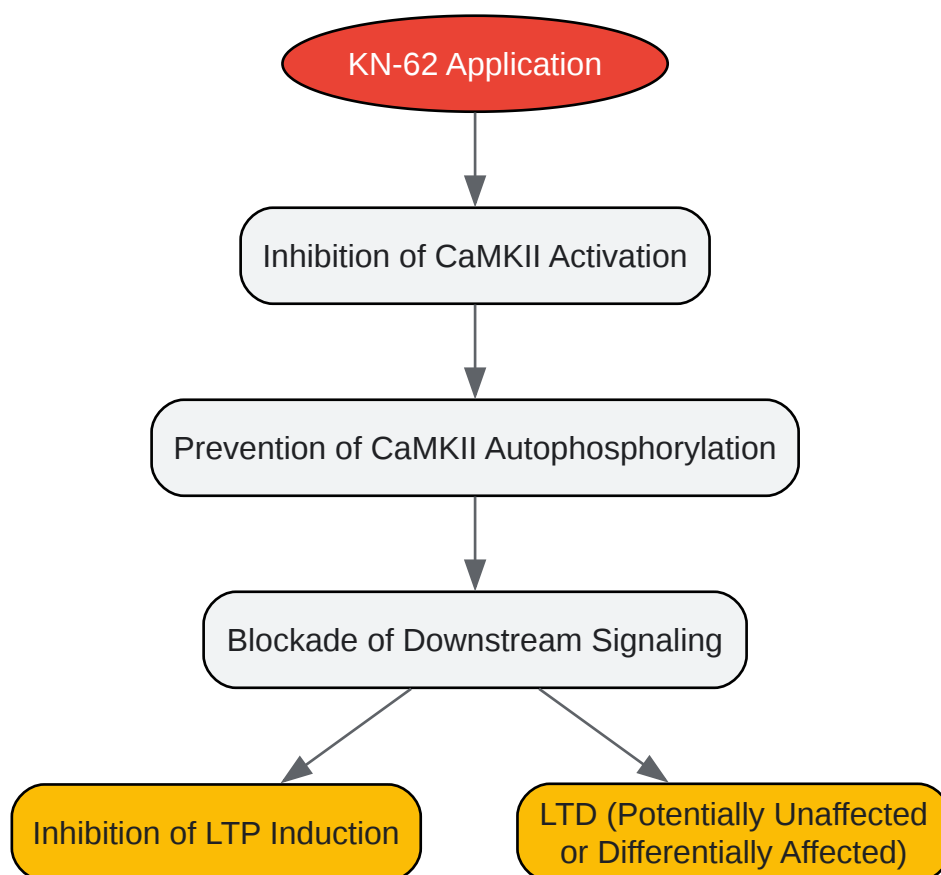 KN-62 Application
Inhibition of CaMKII Activation
Prevention of CaMKII Autophosphorylation
Blockade of Downstream Signaling
Inhibition of LTP Induction
LTD (Potentially Unaffected
or Differentially Affected)